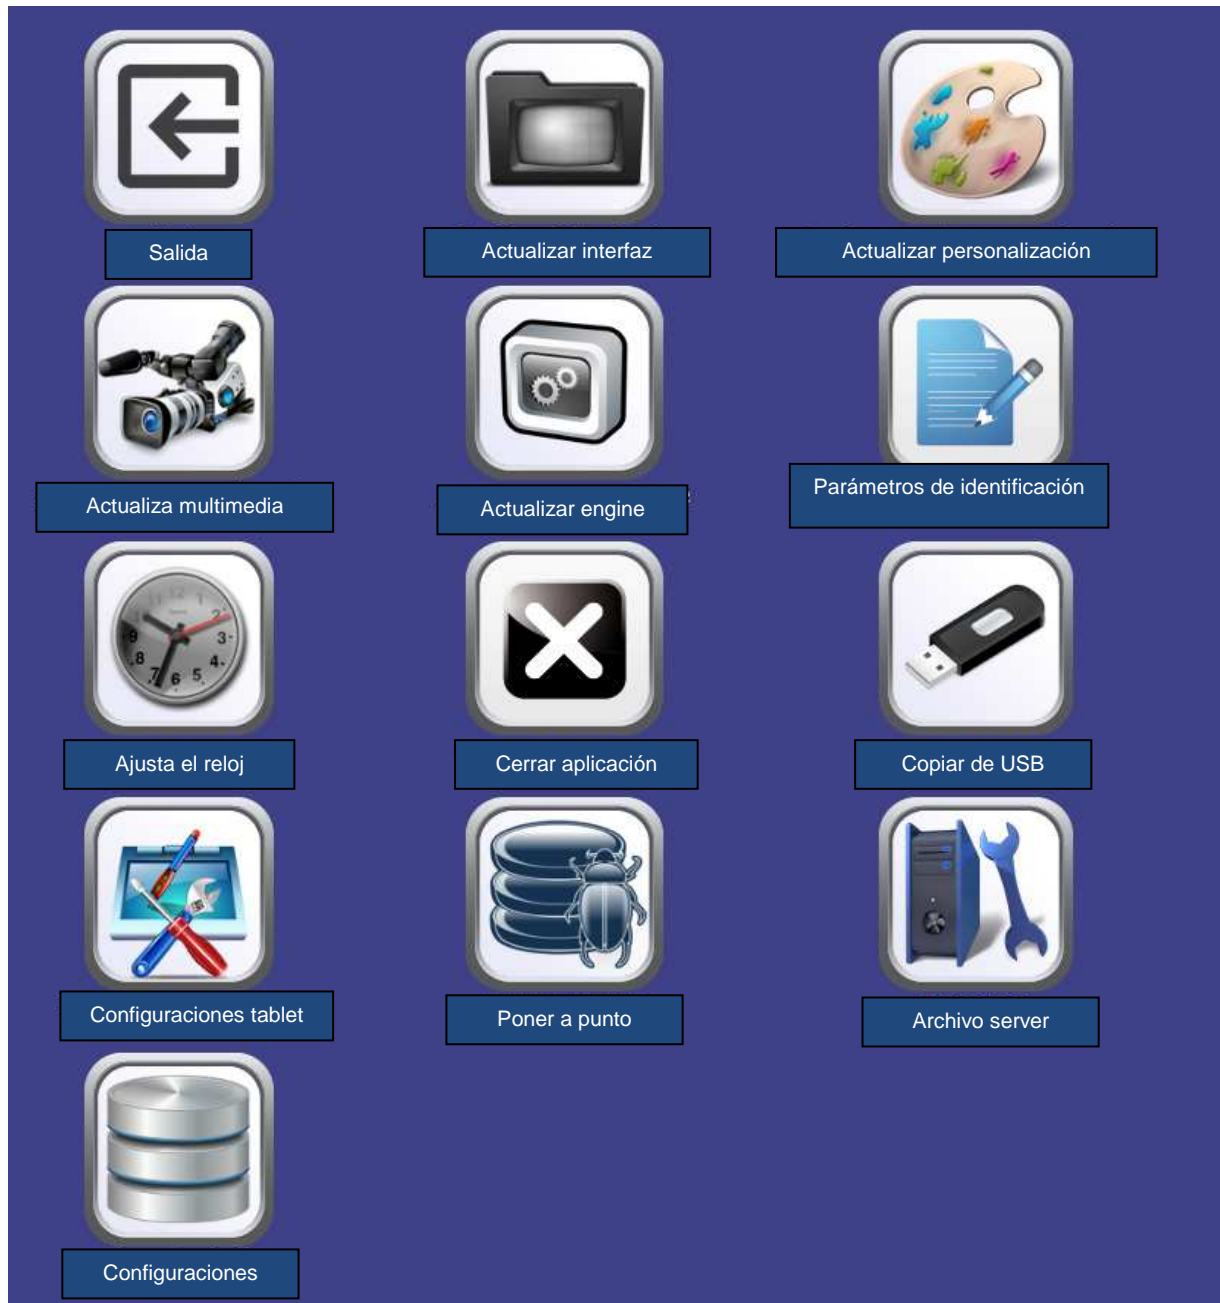 Salida
Actualizar interfaz
Actualizar personalización
Actualiza multimedia
Actualizar engine
Parámetros de identificación
Ajusta el reloj
Cerrar aplicación
Copiar de USB
Configuraciones tablet
Poner a punto
Archivo server
Configuraciones